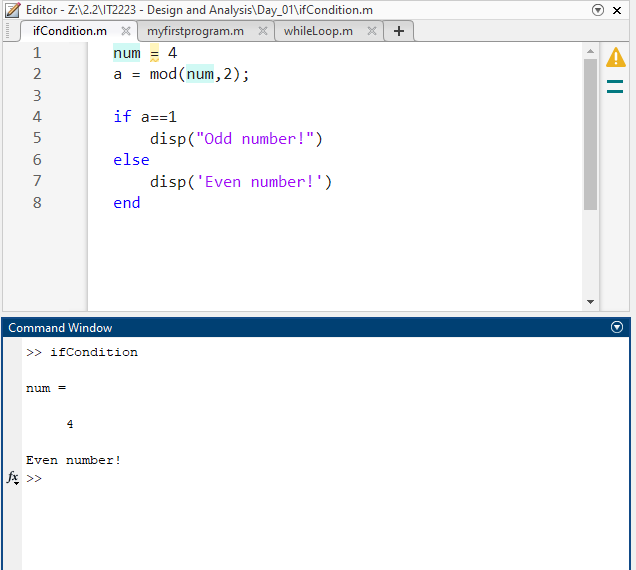 Editor - Z:\2.2\IT2223 - Design and Analysis\Day_01\ifCondition.m
ifCondition.m myfirstprogram.m whileLoop.m +
1 num = 4
2 a = mod(num,2);
3
4 if a==1
5 disp("Odd number!")
6 else
7 disp('Even number!')
8 end
Command Window
>> ifCondition
num =
4
Even number!
fx >>